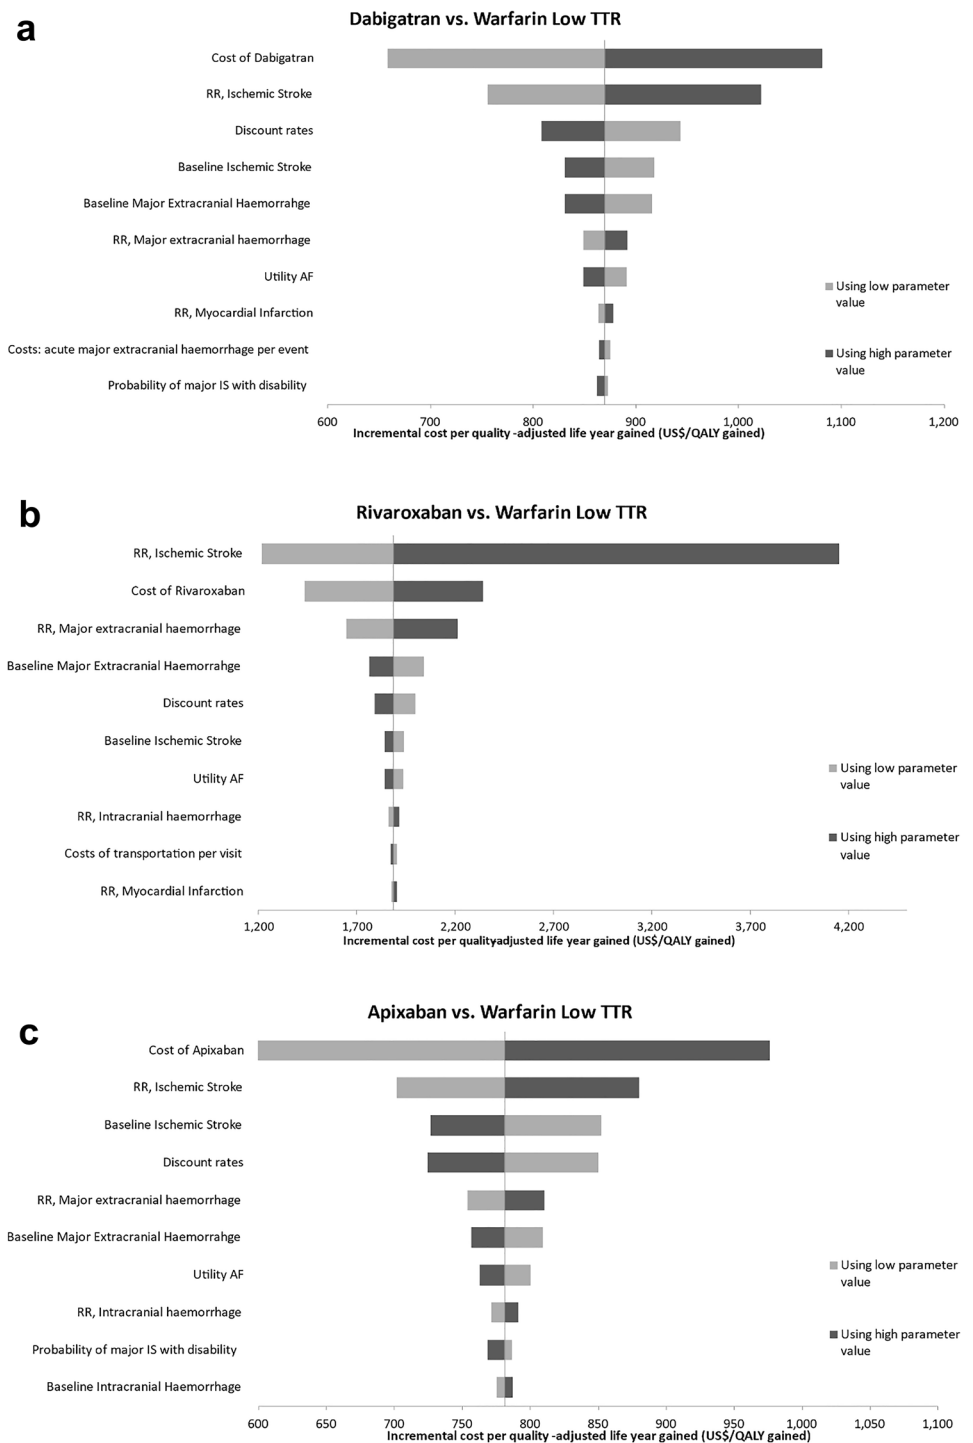 a
Dabigatran vs. Warfarin Low TTR
Cost of Dabigatran
RR, Ischemic Stroke
Discount rates
Baseline Ischemic Stroke
Baseline Major Extracranial Haemorrahge
RR, Major extracranial haemorrhage
Utility AF
RR, Myocardial Infarction
Costs: acute major extracranial haemorrhage per event
Probability of major IS with disability
Using low parameter
value
Using high parameter
value
600 700 800 900 1,000 1,100 1,200
Incremental cost per quality -adjusted life year gained (US$/QALY gained)
b
Rivaroxaban vs. Warfarin Low TTR
RR, Ischemic Stroke
Cost of Rivaroxaban
RR, Major extracranial haemorrhage
Baseline Major Extracranial Haemorrahge
Discount rates
Baseline Ischemic Stroke
Utility AF
RR, Intracranial haemorrhage
Costs of transportation per visit
RR, Myocardial Infarction
Using low parameter
value
Using high parameter
value
1,200 1,700 2,200 2,700 3,200 3,700 4,200
Incremental cost per qualityadjusted life year gained (US$/QALY gained)
c
Apixaban vs. Warfarin Low TTR
Cost of Apixaban
RR, Ischemic Stroke
Baseline Ischemic Stroke
Discount rates
RR, Major extracranial haemorrhage
Baseline Major Extracranial Haemorrahge
Utility AF
RR, Intracranial haemorrhage
Probability of major IS with disability
Baseline Intracranial Haemorrhage
Using low parameter
value
Using high parameter
value
600 650 700 750 800 850 900 950 1,000 1,050 1,100
Incremental cost per quality -adjusted life year gained (US$/QALY gained)